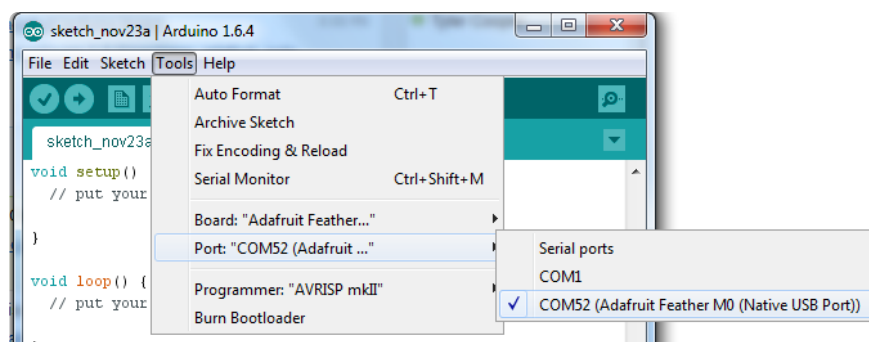 sketch_nov23a | Arduino 1.6.4
File Edit Sketch Tools Help
Auto Format Ctrl+T
Archive Sketch
Fix Encoding & Reload
Serial Monitor Ctrl+Shift+M
Board: "Adafruit Feather..."
Port: "COM52 (Adafruit ..."
Programmer: "AVRISP mkII"
Burn Bootloader
Serial ports
COM1
COM52 (Adafruit Feather M0 (Native USB Port))
sketch_nov23a
void setup()
// put your
}
void loop() {
// put your